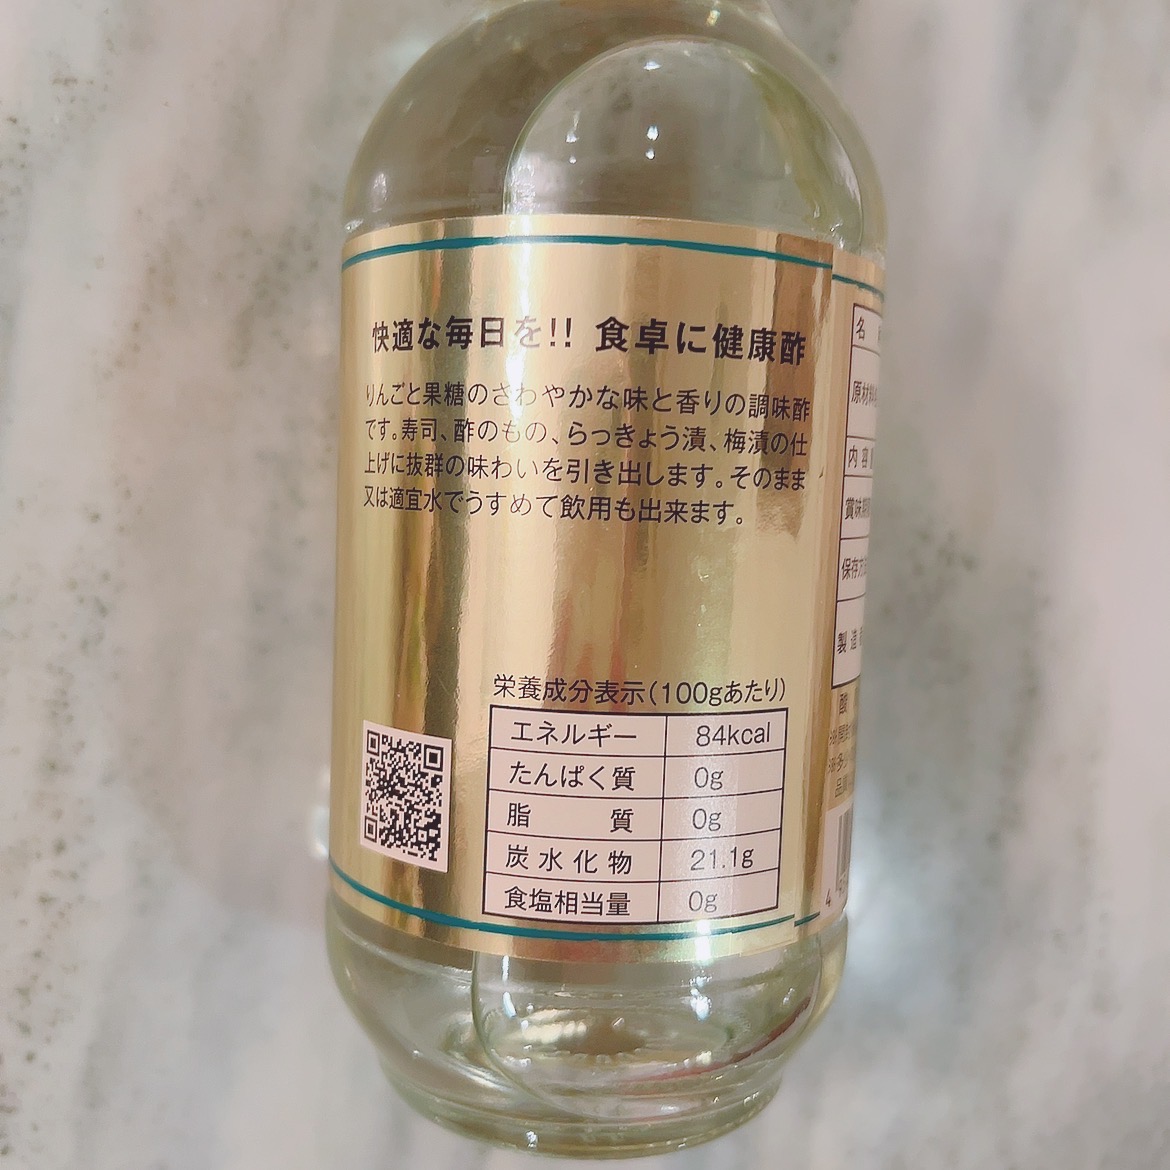 快適な毎日を!! 食卓に健康酢
りんごと果糖のさわやかな味と香りの調味酢
です。寿司、酢のもの、らっきょう漬、梅漬の仕
上げに抜群の味わいを引き出します。そのまま
又は適宜水でうすめて飲用も出来ます。
栄養成分表示(100gあたり)
エネルギー 84kcal
たんぱく質 0g
脂質 0g
炭水化物 21.1g
食塩相当量 0g
名
原材料
内容
賞味期
保存方
製造
4